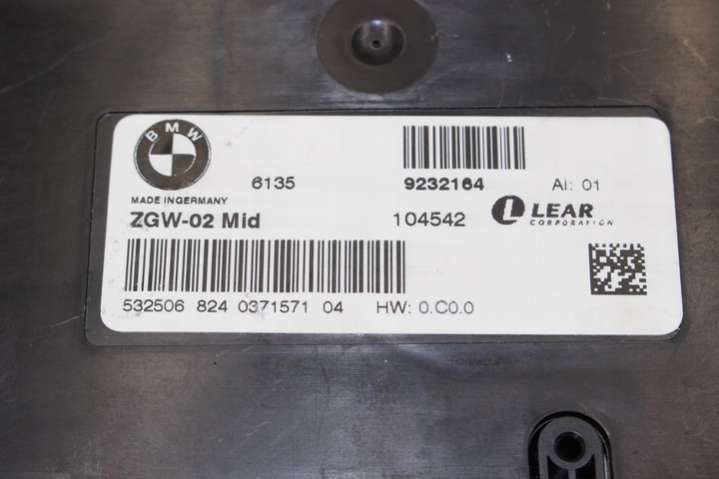 BMW
6135 9232164 AI: 01
MADE INGERMANY
ZGW-02 Mid 104542 LEAR
CORPORATION
532506 824 0371571 04 HW: 0.C0.0